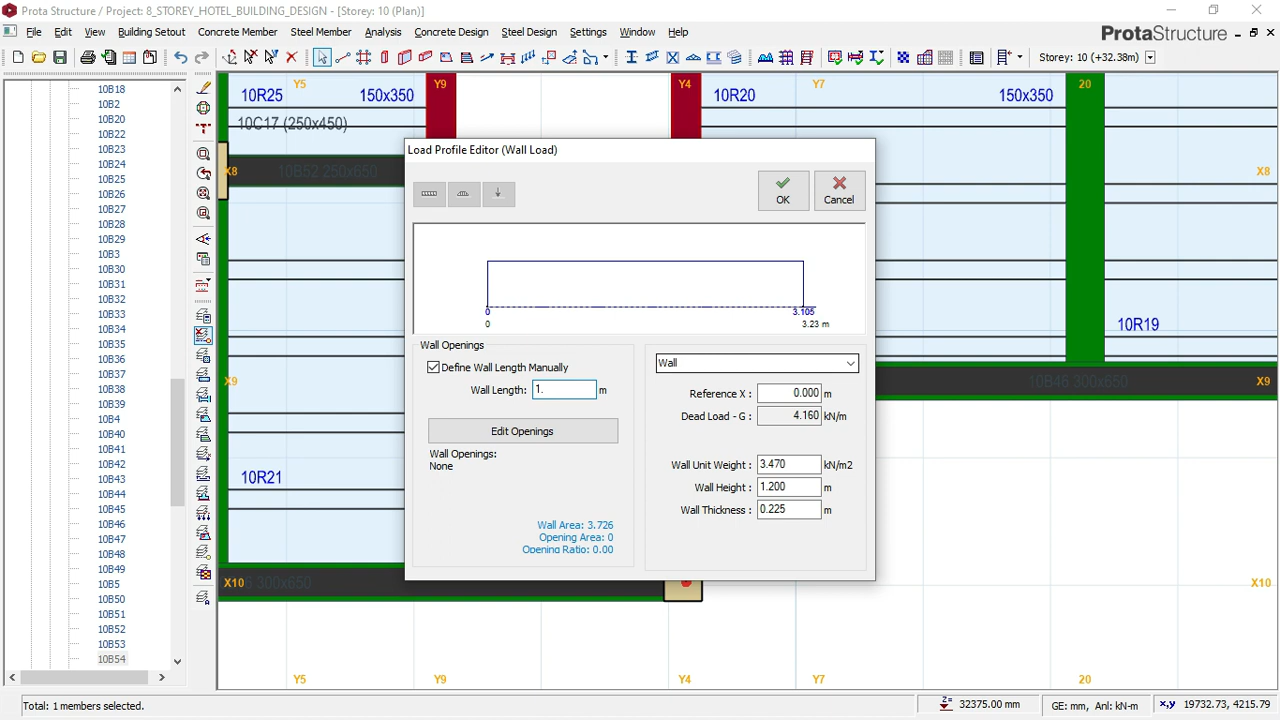 Prota Structure / Project: 8_STOREY_HOTEL_BUILDING_DESIGN - [Storey: 10 (Plan)]
File Edit View Building Setout Concrete Member Steel Member Analysis Concrete Design Steel Design Settings Window Help
ProtaStructure
Storey: 10 (+32.38m)
10B18
10B2
10B20
10B22
10B23
10B24
10B25
10B26
10B27
10B28
10B29
10B3
10B30
10B32
10B33
10B34
10B35
10B36
10B37
10B38
10B39
10B4
10B40
10B41
10B42
10B43
10B44
10B45
10B46
10B47
10B48
10B49
10B5
10B50
10B51
10B52
10B53
10B54
Y5 Y9 Y4 Y7 20
10R25 150x350 10R20 150x350
10C17 (250x450)
X8 10B52 250x650 X8
10R19
X9 10B46 300x650 X9
10R21
X10 300x650 X10
Y5 Y9 Y4 Y7 20
Load Profile Editor (Wall Load)
OK Cancel
0 3.105
0 3.23 m
Wall Openings
Define Wall Length Manually
Wall Length: 1. m
Edit Openings
Wall Openings:
None
Wall Area: 3.726
Opening Area: 0
Opening Ratio: 0.00
Wall
Reference X : 0.000 m
Dead Load - G : 4.160 kN/m
Wall Unit Weight : 3.470 kN/m2
Wall Height : 1.200 m
Wall Thickness : 0.225 m
Total: 1 members selected. Z= 32375.00 mm GE: mm, Anl: kN-m x,y 19732.73, 4215.79